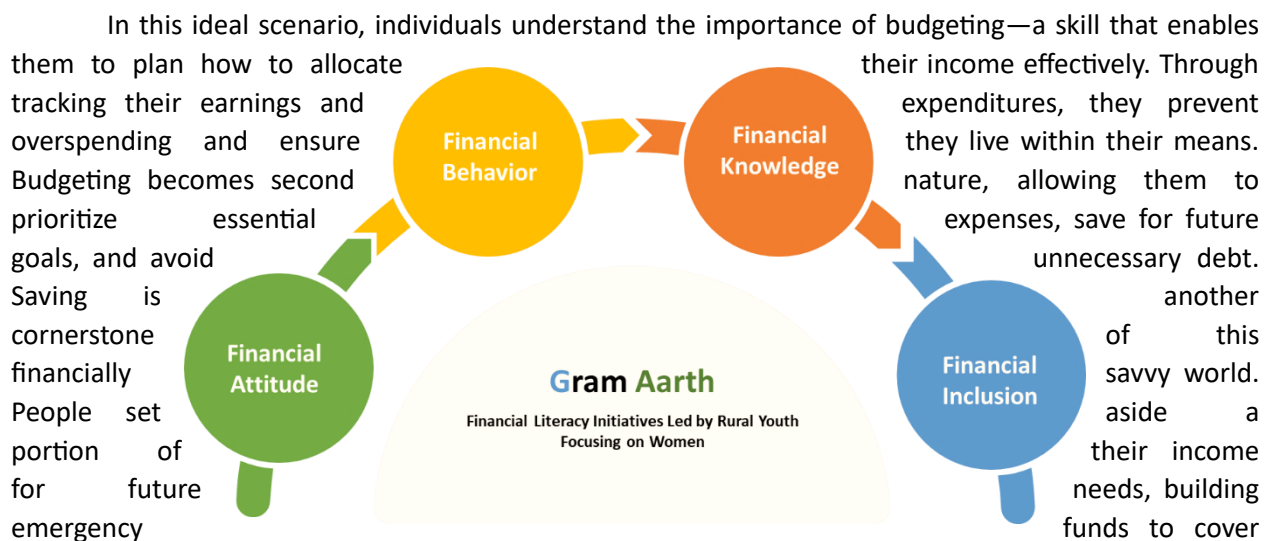 In this ideal scenario, individuals understand the importance of budgeting—a skill that enables
them to plan how to allocate their income effectively. Through
tracking their earnings and expenditures, they prevent
overspending and ensure they live within their means.
Budgeting becomes second nature, allowing them to
prioritize essential expenses, save for future
goals, and avoid unnecessary debt.
Saving is another
cornerstone of this
financially savvy world.
People set aside a
portion of their income
for future needs, building
emergency funds to cover
Financial
Attitude
Financial
Behavior
Financial
Knowledge
Financial
Inclusion
Gram Aarth
Financial Literacy Initiatives Led by Rural Youth
Focusing on Women